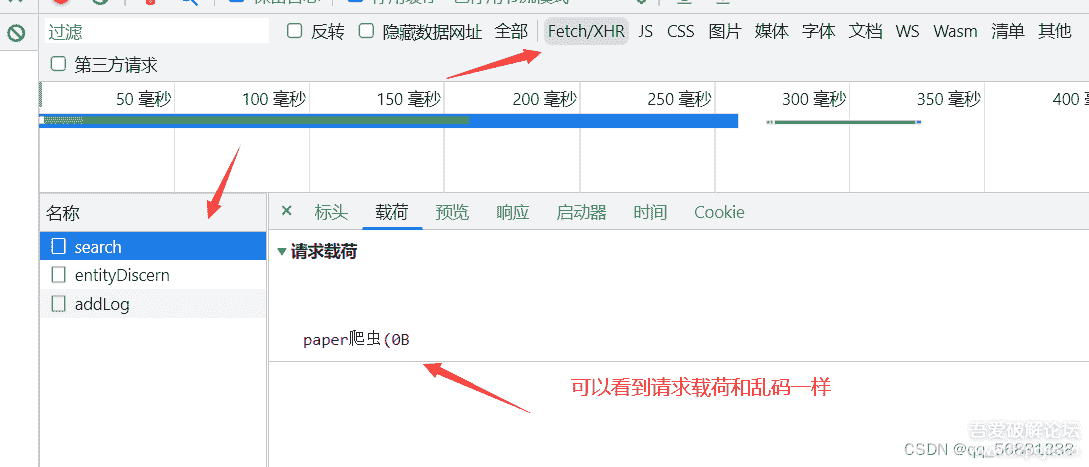 过滤 反转 隐藏数据网址 全部 Fetch/XHR JS CSS 图片 媒体 字体 文档 WS Wasm 清单 其他
第三方请求
50 毫秒 100 毫秒 150 毫秒 200 毫秒 250 毫秒 300 毫秒 350 毫秒 400
名称 × 标头 载荷 预览 响应 启动器 时间 Cookie
search
请求载荷
entityDiscern
addLog
paper爬虫(0B
可以看到请求载荷和乱码一样
吾爱破解论坛